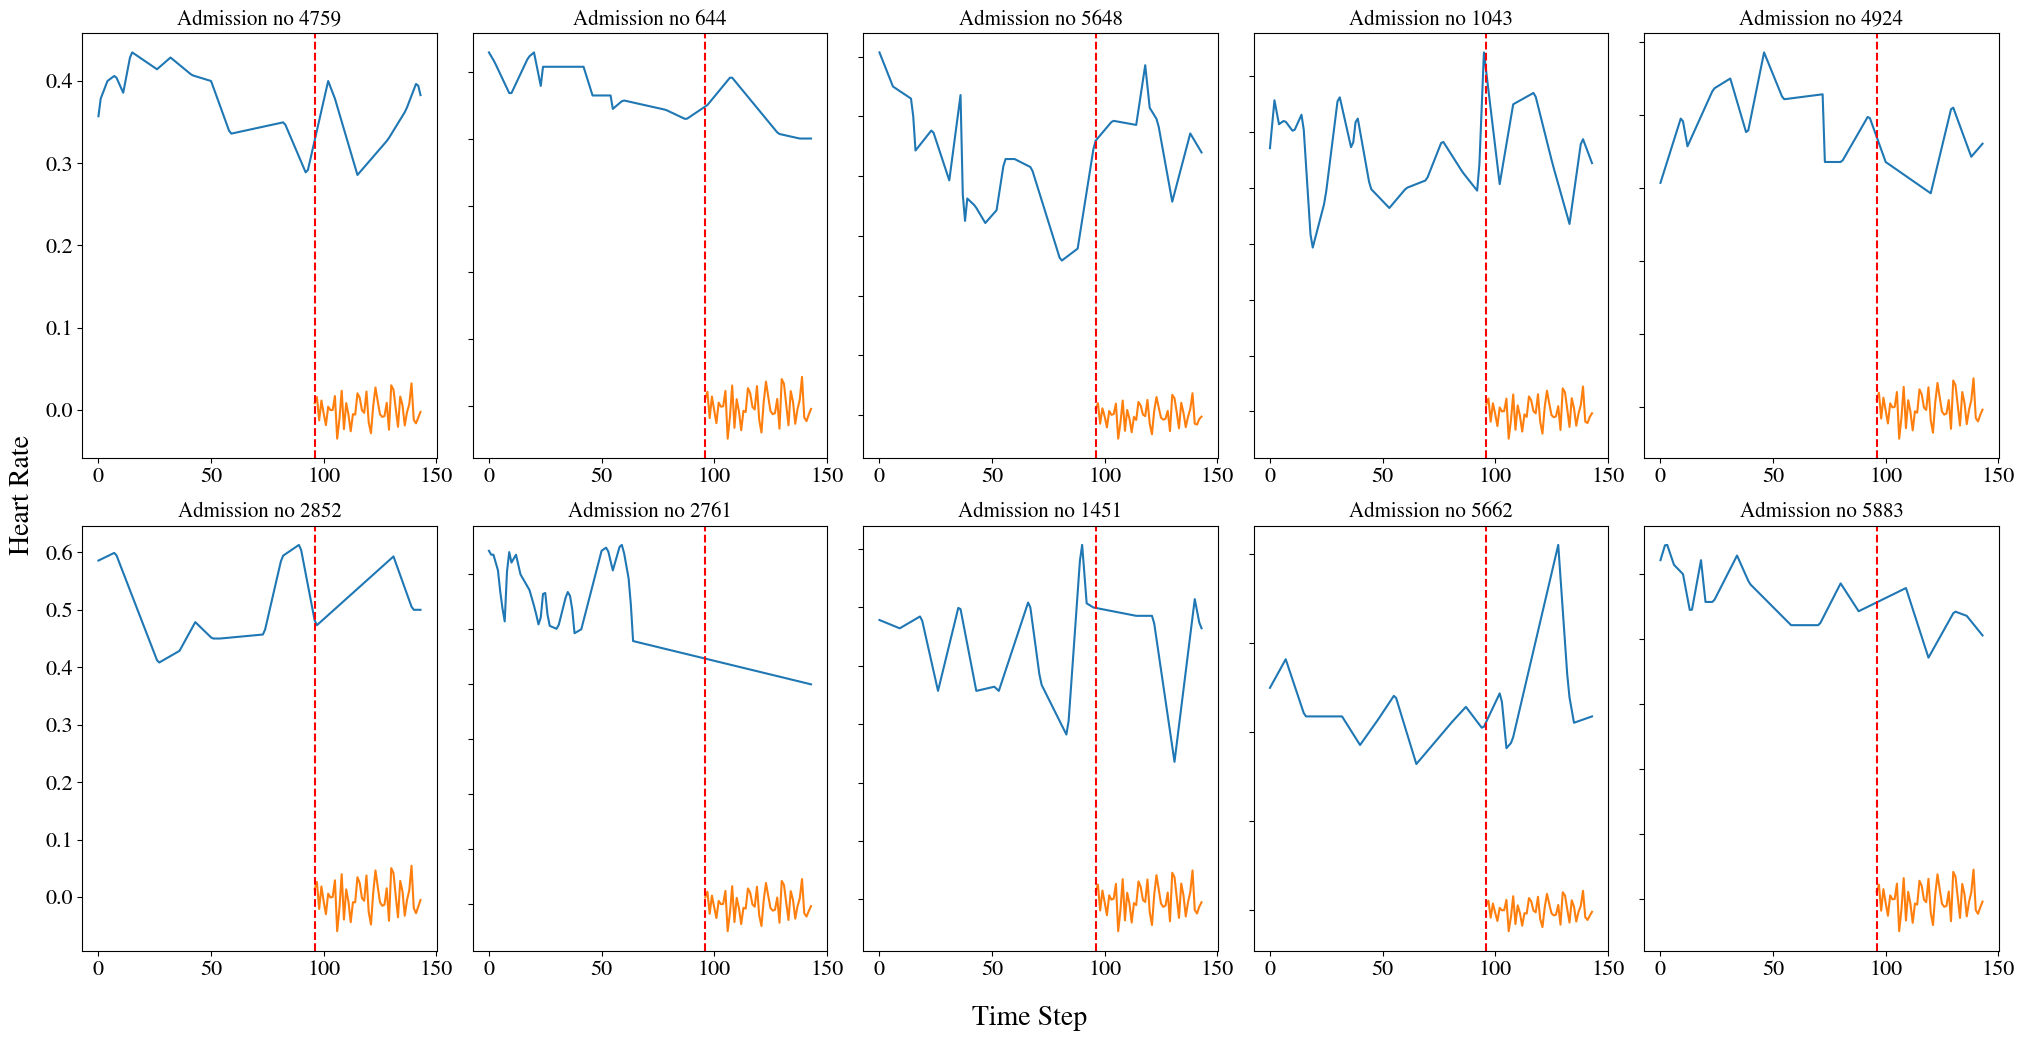 Admission no 4759
Admission no 644
Admission no 5648
Admission no 1043
Admission no 4924
0.4
0.3
0.2
0.1
0.0
0 50 100 150
0 50 100 150
0 50 100 150
0 50 100 150
0 50 100 150
Heart Rate
Admission no 2852
Admission no 2761
Admission no 1451
Admission no 5662
Admission no 5883
0.6
0.5
0.4
0.3
0.2
0.1
0.0
0 50 100 150
0 50 100 150
0 50 100 150
0 50 100 150
0 50 100 150
Time Step